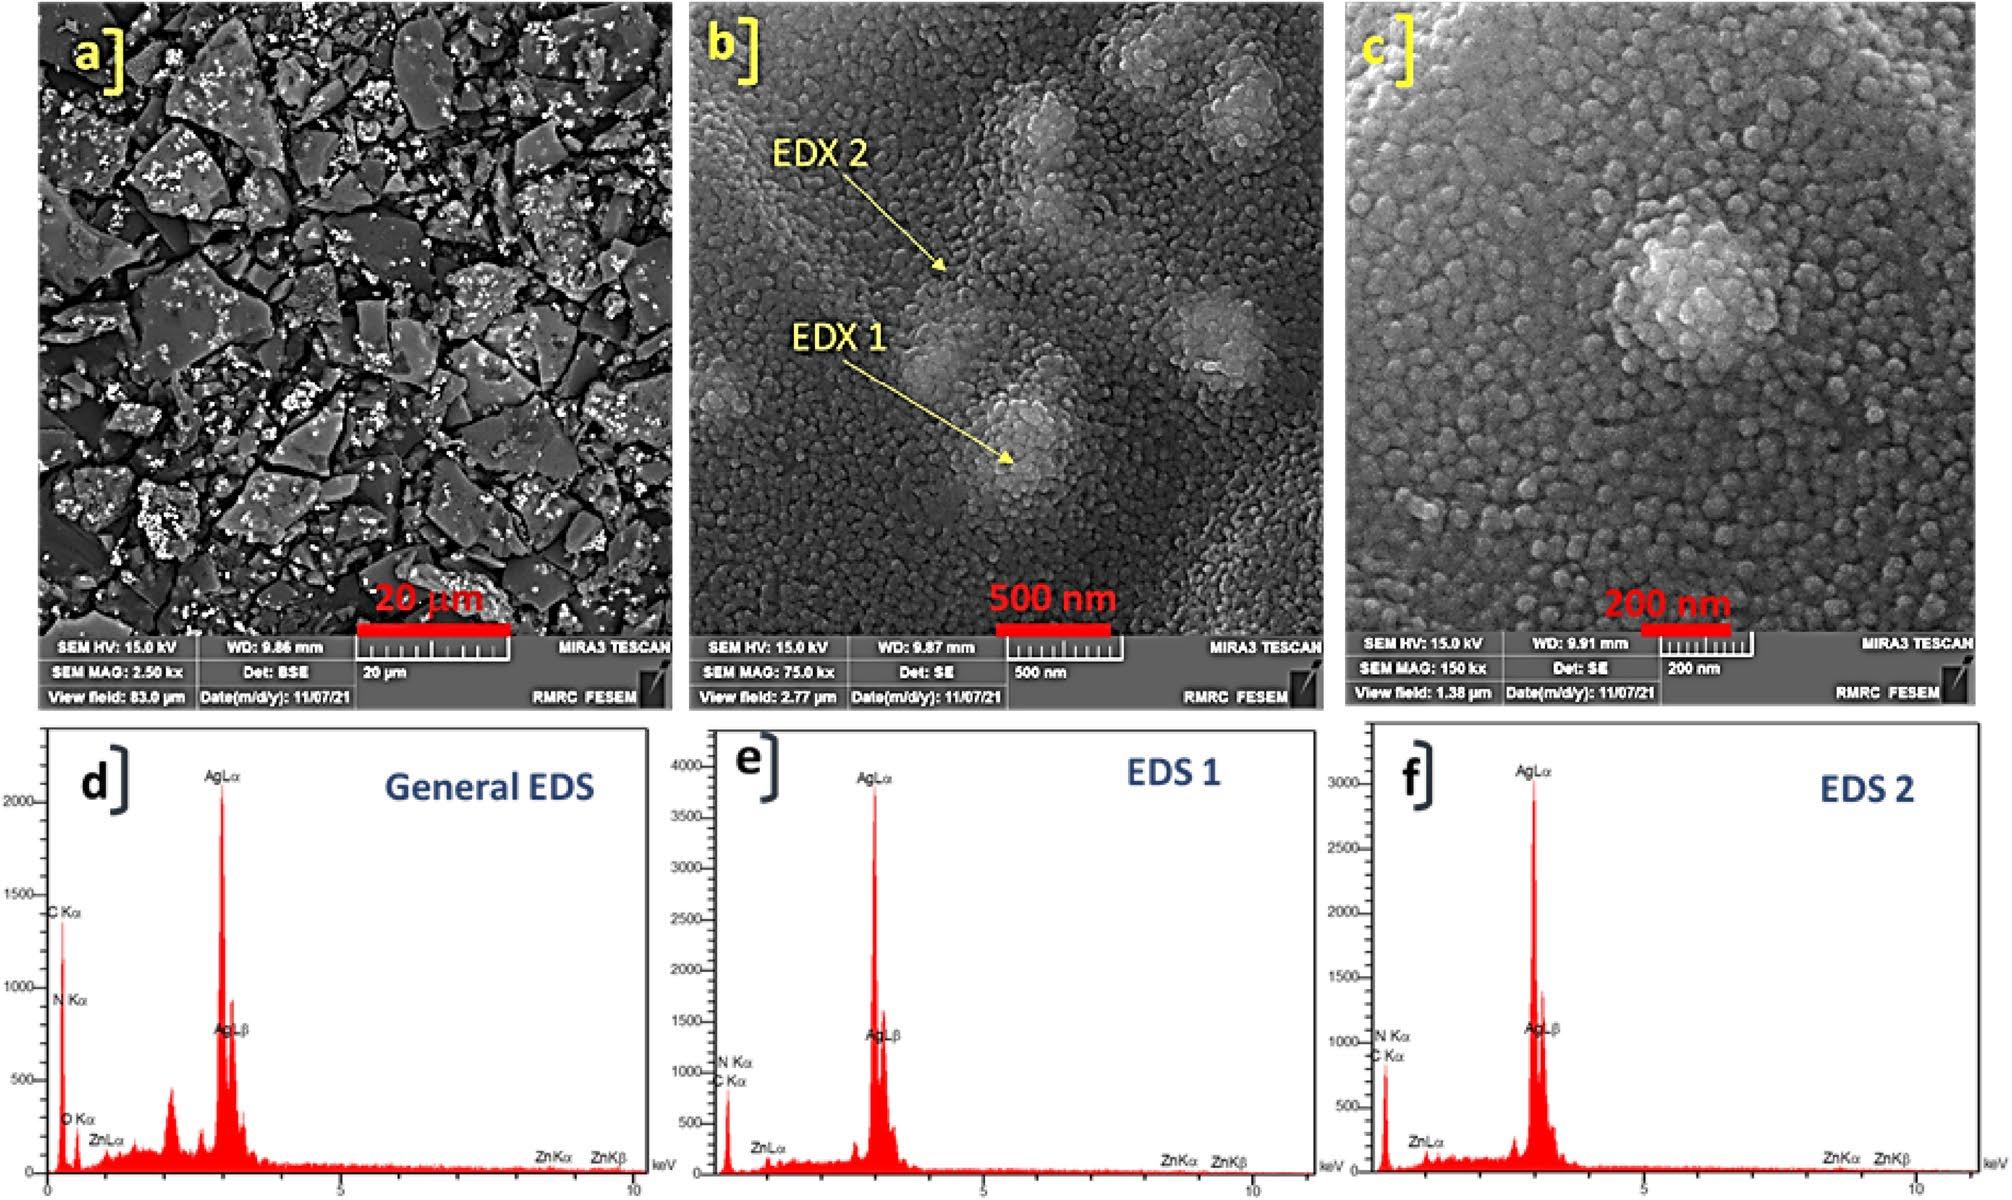 a]
20 μm
SEM HV: 15.0 kV WD: 9.86 mm MIRA3 TESCAN
SEM MAG: 2.50 kx Det: BSE 20 μm
View field: 83.0 μm Date(m/d/y): 11/07/21 RMRC FESEM
b]
EDX 2
EDX 1
500 nm
SEM HV: 15.0 kV WD: 9.87 mm MIRA3 TESCAN
SEM MAG: 75.0 kx Det: SE 500 nm
View field: 2.77 μm Date(m/d/y): 11/07/21 RMRC FESEM
c]
200 nm
SEM HV: 15.0 kV WD: 9.91 mm MIRA3 TESCAN
SEM MAG: 150 kx Det: SE 200 nm
View field: 1.38 μm Date(m/d/y): 11/07/21 RMRC FESEM
d]
General EDS
AgLα
2000
1500
C Kα
1000
N Kα
AgLβ
500
O Kα
ZnLα
ZnKα
ZnKβ
0
keV
0 5 10
e]
EDS 1
4000
AgLα
3500
3000
2500
2000
1500
AgLβ
N Kα
1000
C Kα
500
ZnLα
ZnKα
ZnKβ
0
keV
5 10
f]
EDS 2
AgLα
3000
2500
2000
1500
AgLβ
N Kα
1000
C Kα
500
ZnLα
ZnKα
ZnKβ
0
keV
5 10